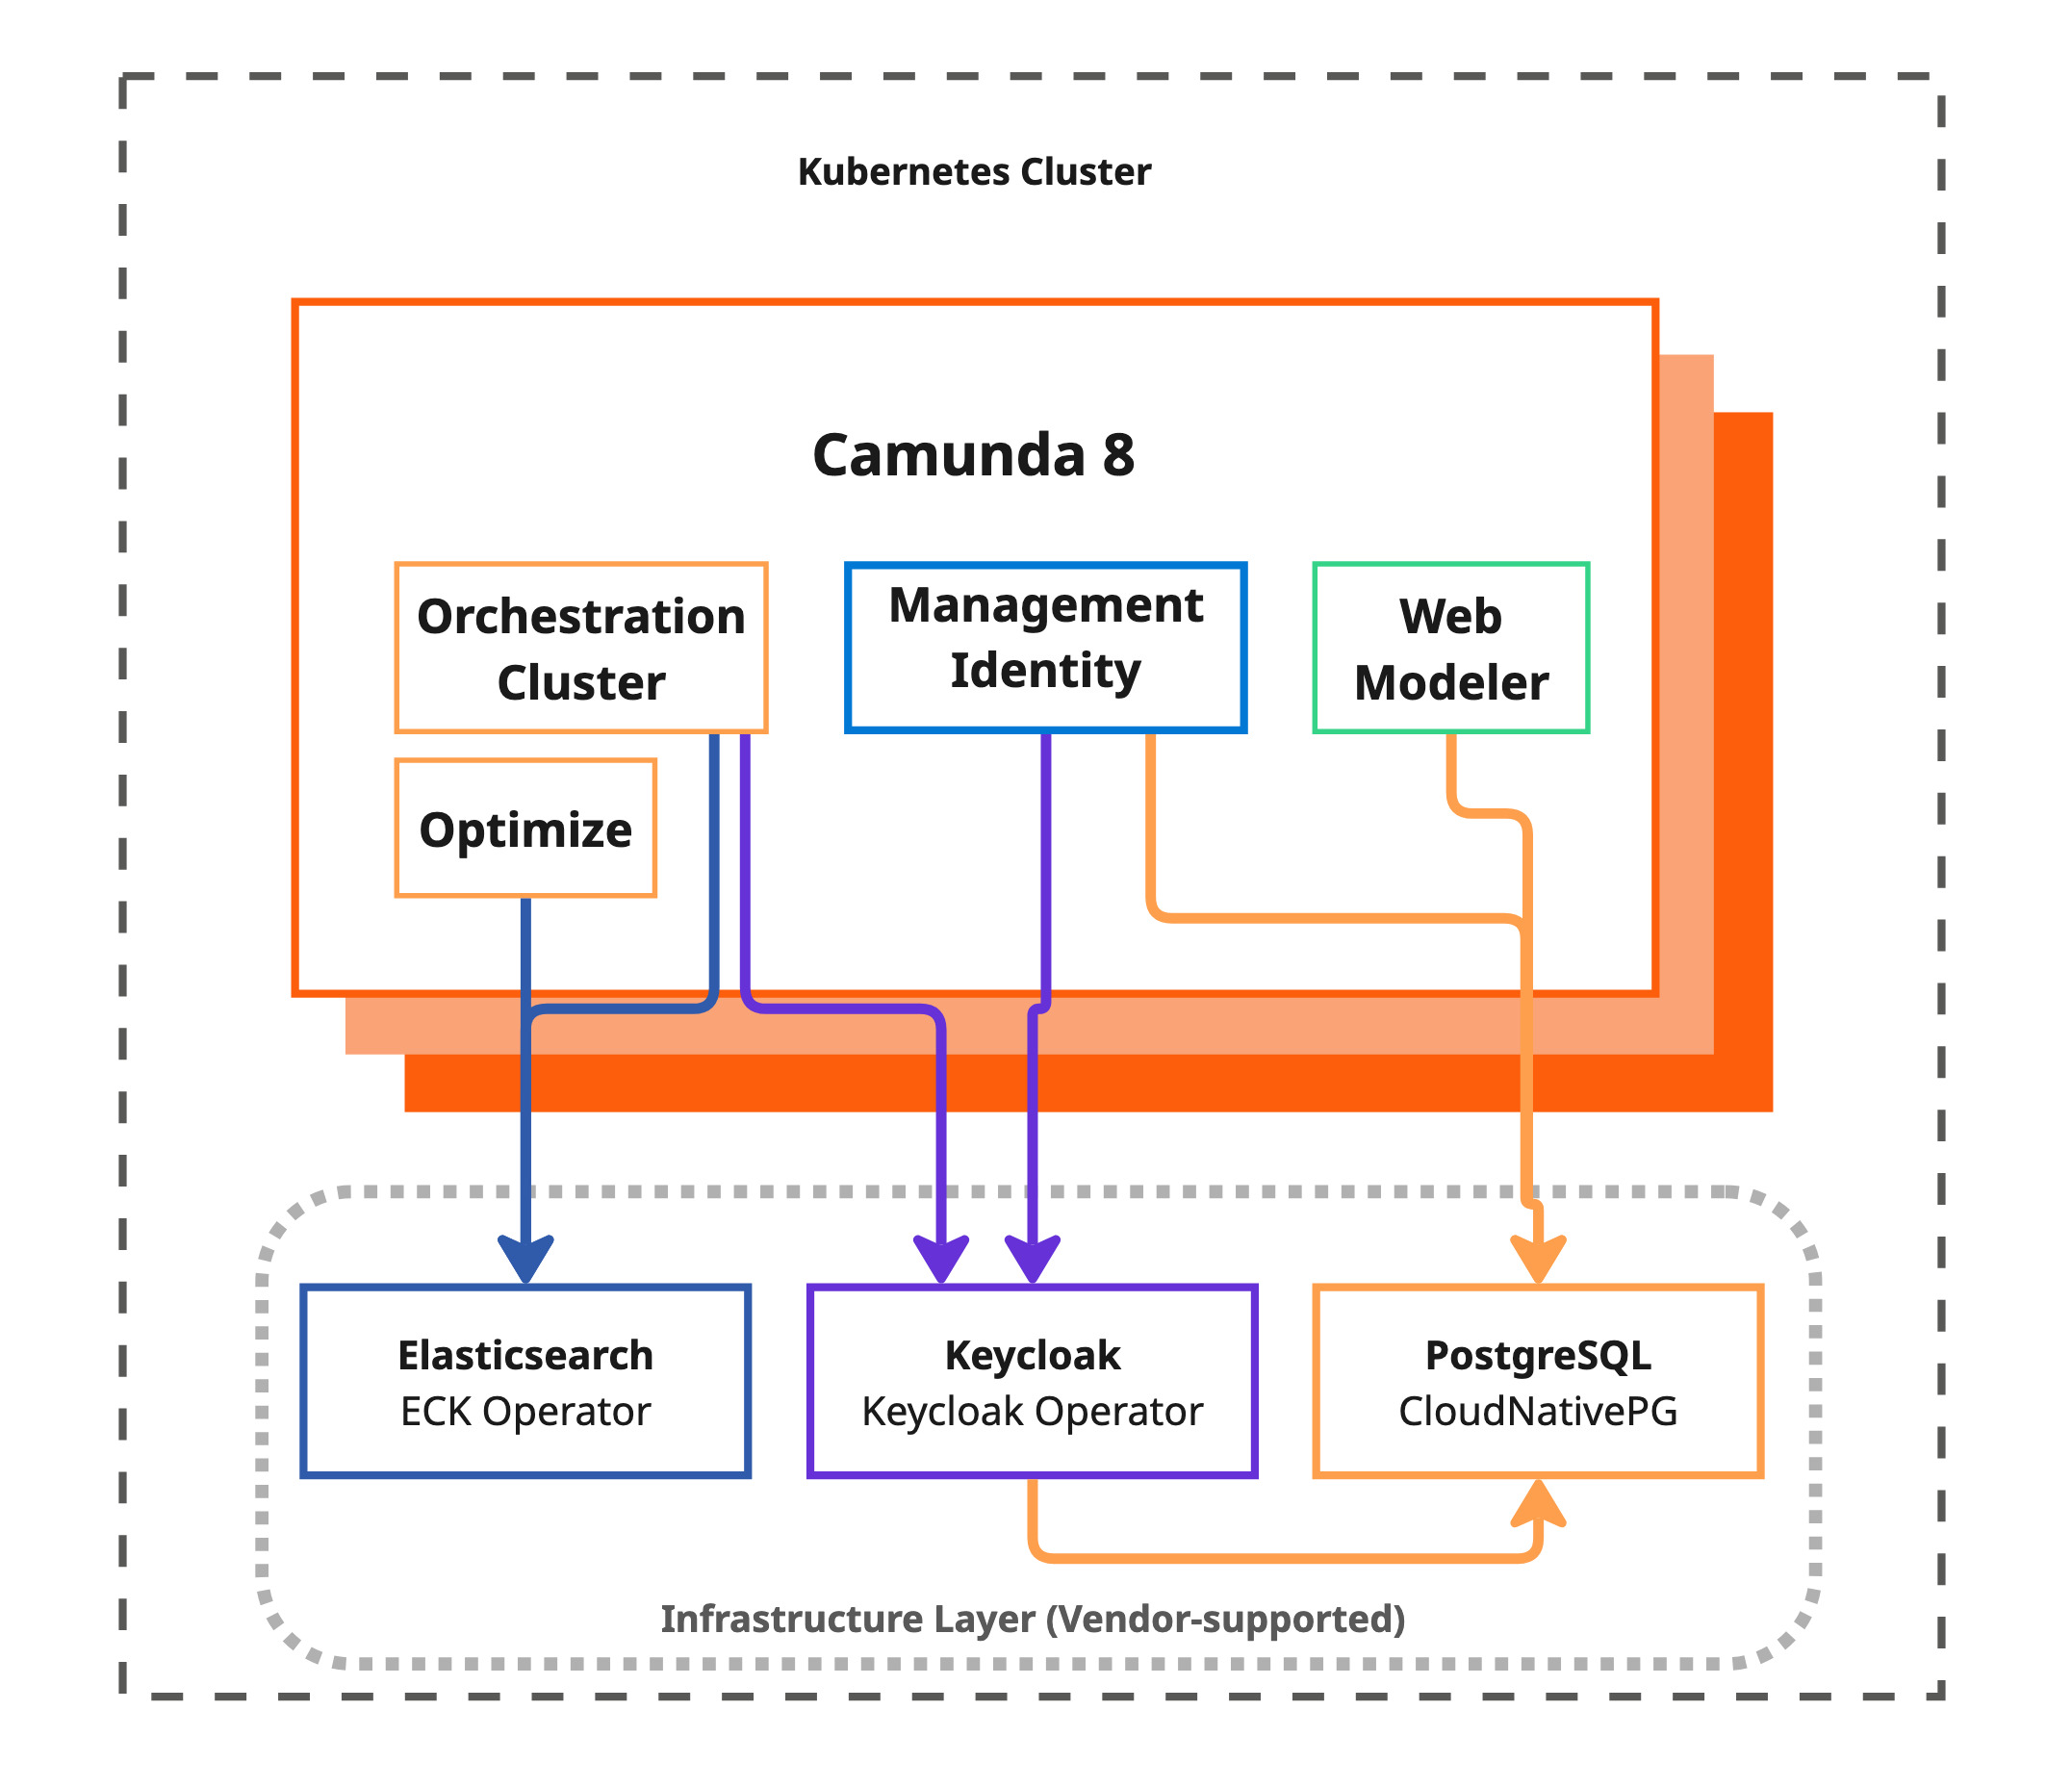 Kubernetes Cluster
Camunda 8
Orchestration
Cluster
Management
Identity
Web
Modeler
Optimize
Elasticsearch
ECK Operator
Keycloak
Keycloak Operator
PostgreSQL
CloudNativePG
Infrastructure Layer (Vendor-supported)